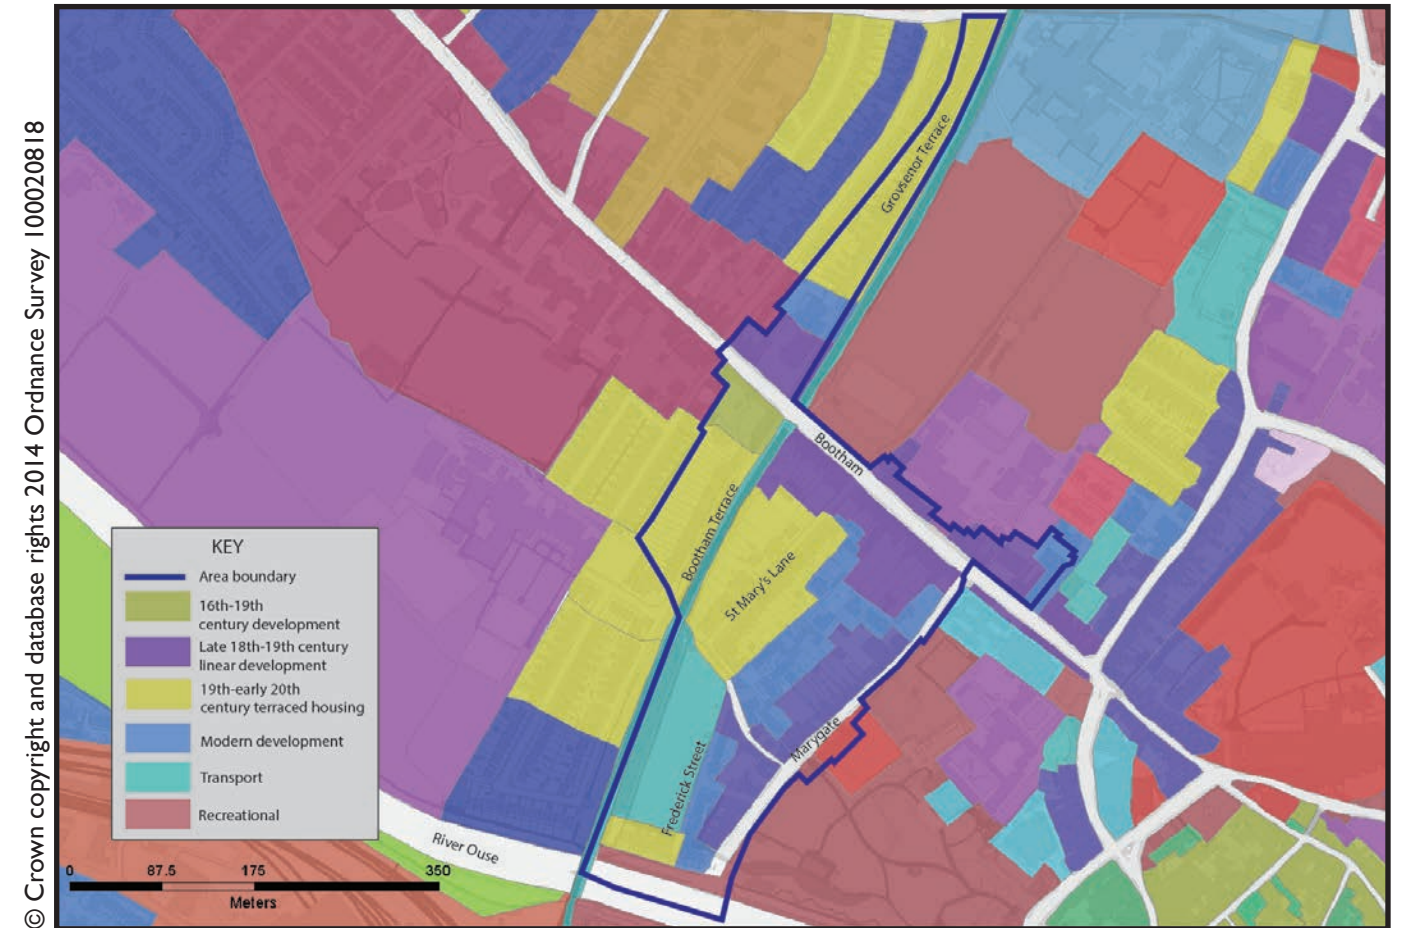 © Crown copyright and database rights 2014 Ordnance Survey 100020818
Grovsenor Terrace
Bootham
Bootham Terrace
St Mary's Lane
Marygate
Frederick Street
River Ouse
KEY
Area boundary
16th-19th
century development
Late 18th-19th century
linear development
19th-early 20th
century terraced housing
Modern development
Transport
Recreational
0 87.5 175 350
Meters